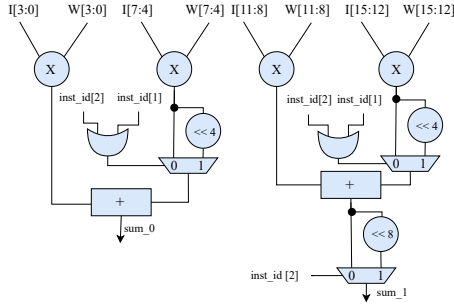 I[3:0] W[3:0] I[7:4] W[7:4] I[11:8] W[11:8] I[15:12] W[15:12]
X X X X
inst_id[2] inst_id[1] inst_id[2] inst_id[1]
<< 4 << 4
0 1 0 1
+ +
sum_0
<< 8
inst_id [2] 0 1
sum_1